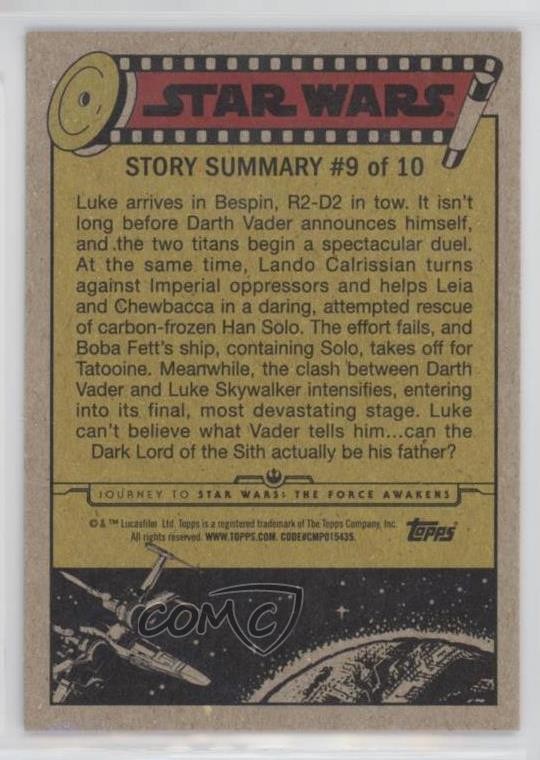 STAR WARS
STORY SUMMARY #9 of 10
Luke arrives in Bespin, R2-D2 in tow. It isn't
long before Darth Vader announces himself,
and the two titans begin a spectacular duel.
At the same time, Lando Calrissian turns
against Imperial oppressors and helps Leia
and Chewbacca in a daring, attempted rescue
of carbon-frozen Han Solo. The effort fails, and
Boba Fett's ship, containing Solo, takes off for
Tatooine. Meanwhile, the clash between Darth
Vader and Luke Skywalker intensifies, entering
into its final, most devastating stage. Luke
can't believe what Vader tells him...can the
Dark Lord of the Sith actually be his father?
JOURNEY TO STAR WARS: THE FORCE AWAKENS
© & ™ Lucasfilm Ltd. Topps is a registered trademark of The Topps Company, Inc.
All rights reserved. WWW.TOPPS.COM. CODE#CMP015435.
topps
COMC